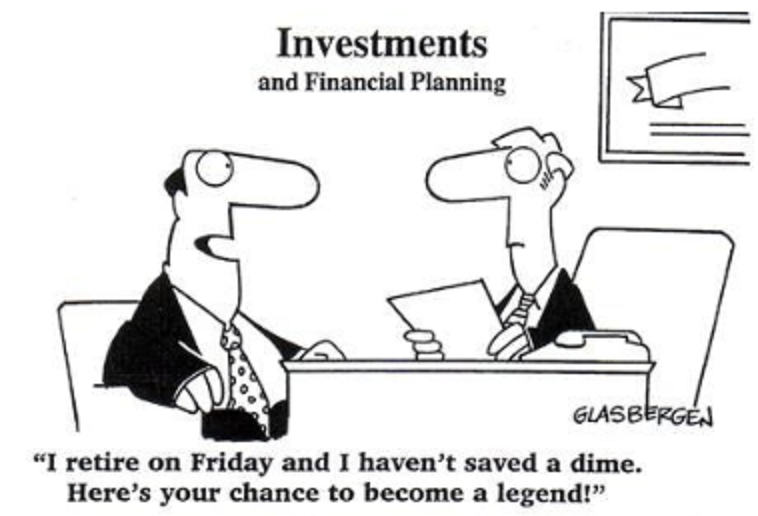 Investments
and Financial Planning
GLASBERGEN
“I retire on Friday and I haven’t saved a dime.
Here’s your chance to become a legend!”